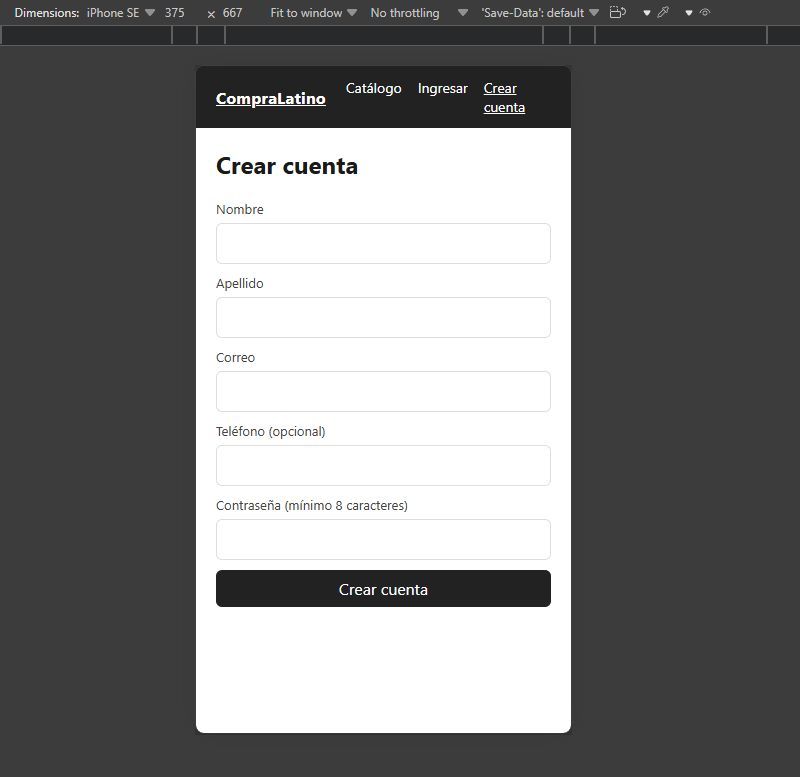 Dimensions: iPhone SE 375 × 667 Fit to window No throttling 'Save-Data': default
CompraLatino Catálogo Ingresar Crear
cuenta
Crear cuenta
Nombre
Apellido
Correo
Teléfono (opcional)
Contraseña (mínimo 8 caracteres)
Crear cuenta